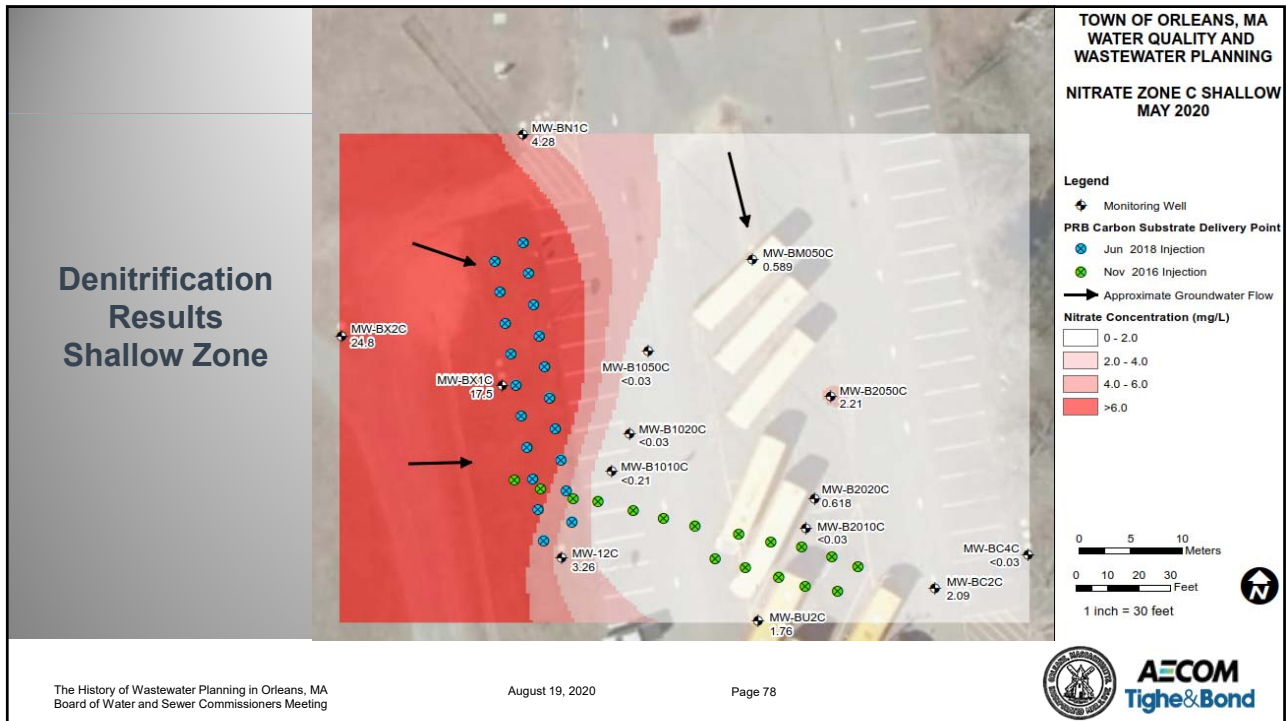 Denitrification
Results
Shallow Zone
MW-BN1C
4.28
MW-BM050C
0.589
MW-BX2C
24.8
MW-B1050C
<0.03
MW-BX1C
17.5
MW-B2050C
2.21
MW-B1020C
<0.03
MW-B1010C
<0.21
MW-B2020C
0.618
MW-B2010C
<0.03
MW-12C
3.26
MW-BC4C
<0.03
MW-BC2C
2.09
MW-BU2C
1.76
TOWN OF ORLEANS, MA
WATER QUALITY AND
WASTEWATER PLANNING
NITRATE ZONE C SHALLOW
MAY 2020
Legend
Monitoring Well
PRB Carbon Substrate Delivery Point
Jun 2018 Injection
Nov 2016 Injection
Approximate Groundwater Flow
Nitrate Concentration (mg/L)
0 - 2.0
2.0 - 4.0
4.0 - 6.0
>6.0
0 5 10
Meters
0 10 20 30
Feet
1 inch = 30 feet
N
The History of Wastewater Planning in Orleans, MA
Board of Water and Sewer Commissioners Meeting
August 19, 2020
Page 78
AECOM
Tighe&Bond